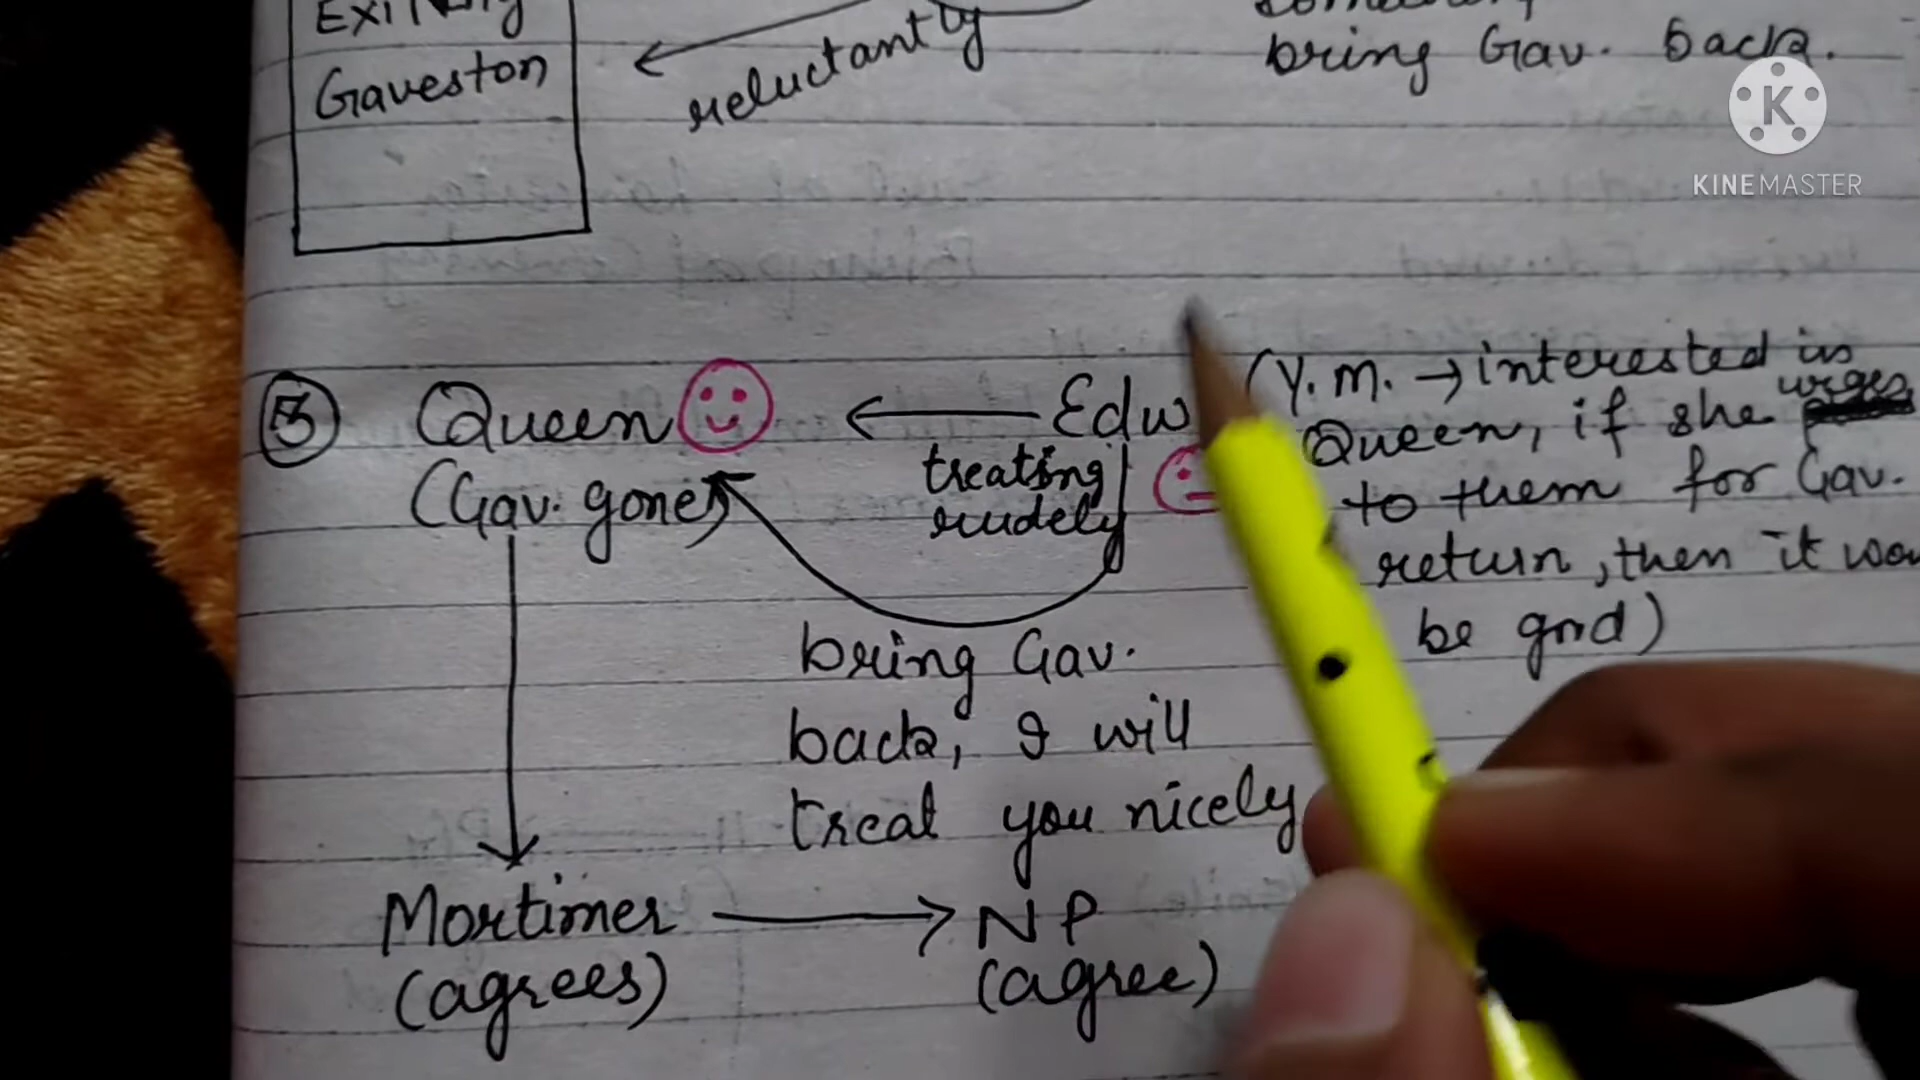 Gaveston
reluctantly
bring Gav. back.
KINEMASTER
5 Queen ← Edw
(Gav. gone)
treating
rudely
(Y.M. → interested in
Queen, if she urges
to them for Gav.
return, then it wou
be good)
bring Gav.
back, I will
treat you nicely
Mortimer → NP
(agrees) (agree)